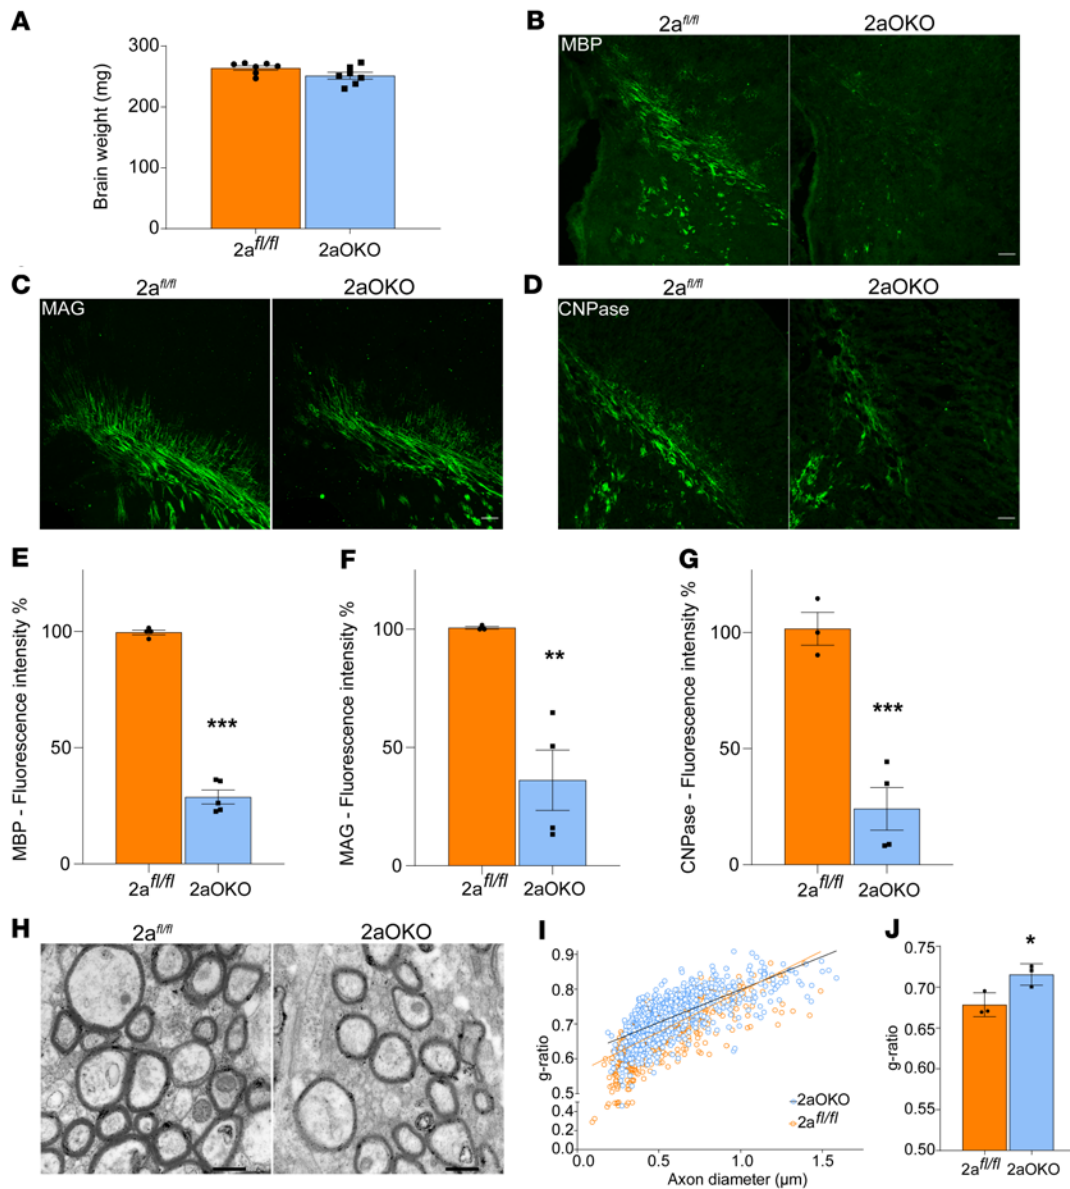 A
Brain weight (mg)
300
200
100
0
2afl/fl
2aOKO
B
2afl/fl
2aOKO
MBP
C
2afl/fl
2aOKO
MAG
D
2afl/fl
2aOKO
CNPase
E
MBP - Fluorescence intensity %
100
50
0
***
2afl/fl
2aOKO
F
MAG - Fluorescence intensity %
100
50
0
**
2afl/fl
2aOKO
G
CNPase - Fluorescence intensity %
100
50
0
***
2afl/fl
2aOKO
H
2afl/fl
2aOKO
I
g-ratio
0.9
0.8
0.7
0.6
0.5
0.4
0.2
0.0
2aOKO
2afl/fl
0.0
0.5
1.0
1.5
Axon diameter (µm)
J
g-ratio
0.75
0.70
0.65
0.60
0.55
0.50
*
2afl/fl
2aOKO